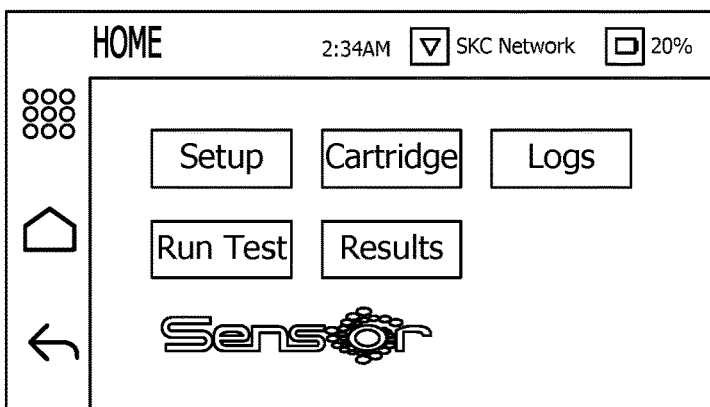 HOME 2:34AM SKC Network 20%
Setup Cartridge Logs
Run Test Results
Sensor